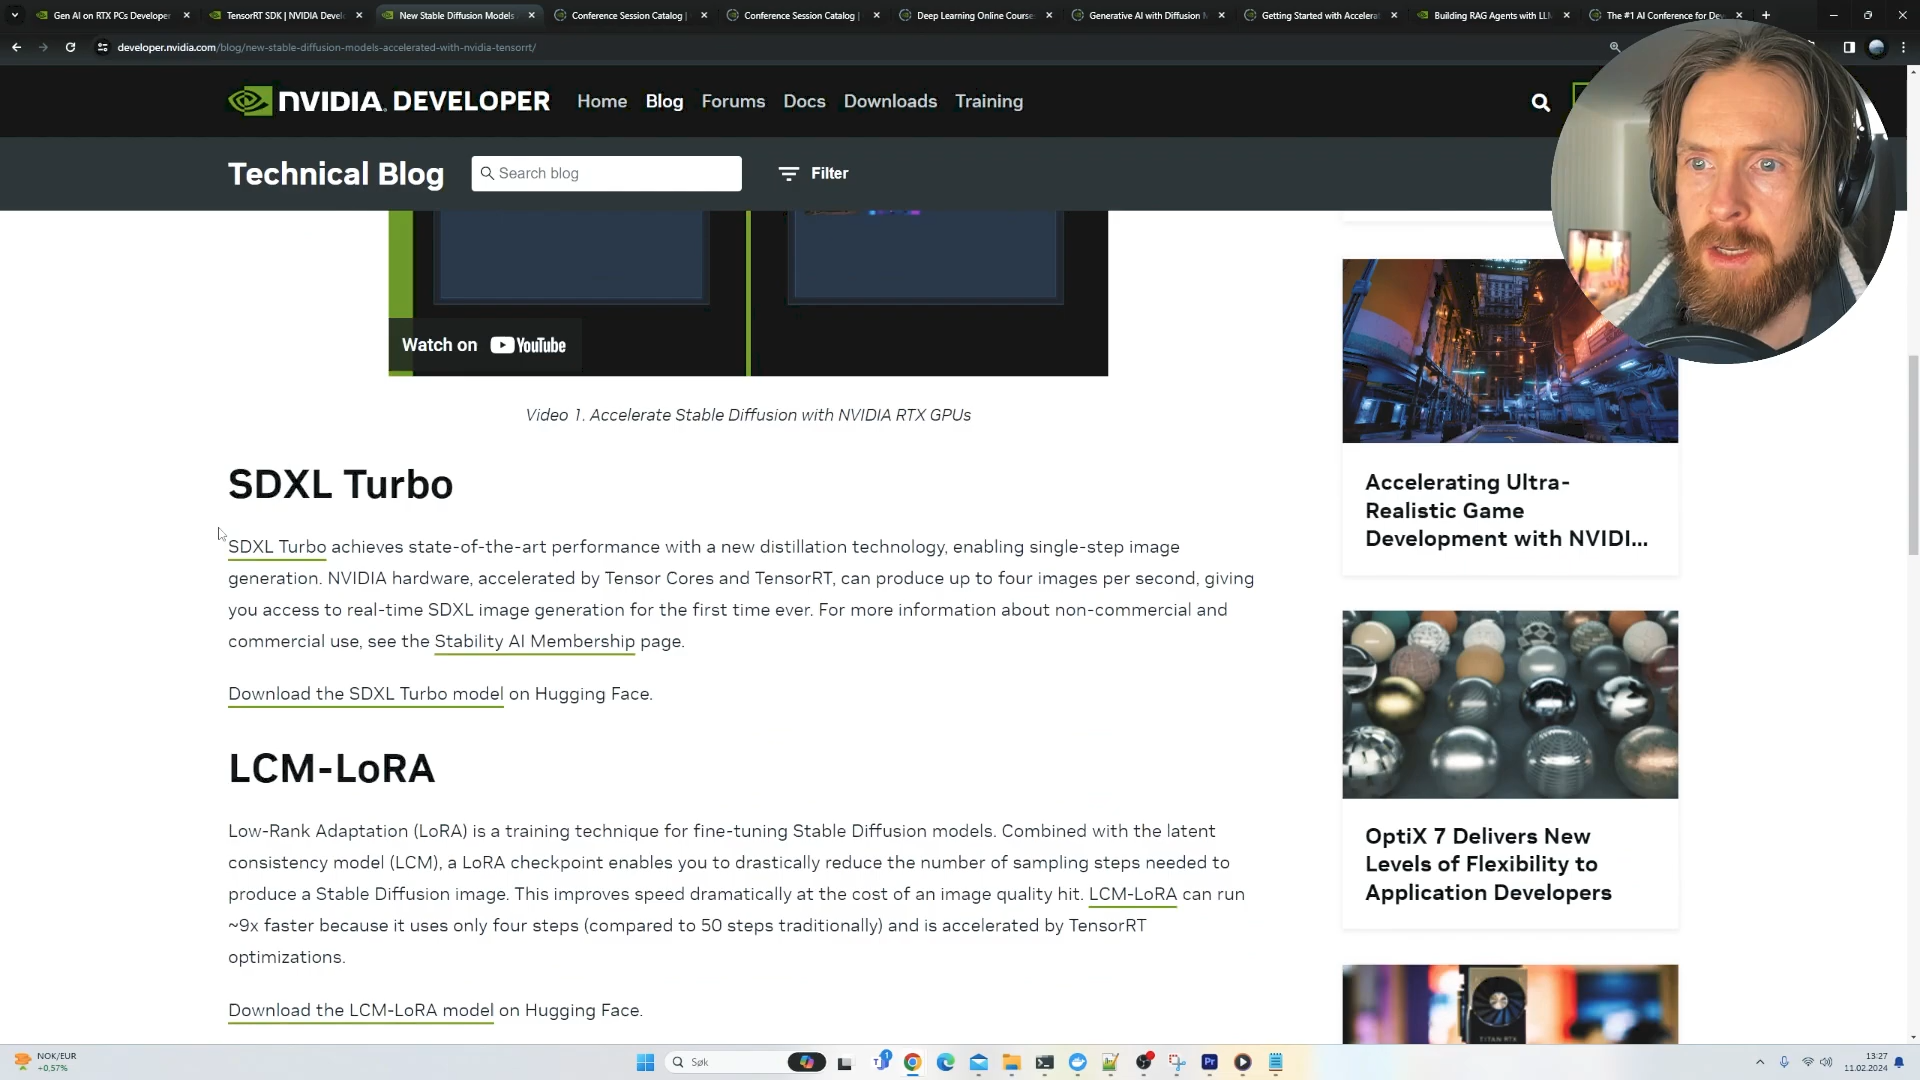 Gen AI on RTX PCs Developer
TensorRT SDK | NVIDIA Devel
New Stable Diffusion Models
Conference Session Catalog |
Conference Session Catalog |
Deep Learning Online Course
Generative AI with Diffusion M
Getting Started with Accelerat
Building RAG Agents with LLM
The #1 AI Conference for Dev
developer.nvidia.com/blog/new-stable-diffusion-models-accelerated-with-nvidia-tensorrt/
NVIDIA. DEVELOPER
Home
Blog
Forums
Docs
Downloads
Training
Technical Blog
Search blog
Filter
Watch on YouTube
Video 1. Accelerate Stable Diffusion with NVIDIA RTX GPUs
SDXL Turbo
SDXL Turbo achieves state-of-the-art performance with a new distillation technology, enabling single-step image
generation. NVIDIA hardware, accelerated by Tensor Cores and TensorRT, can produce up to four images per second, giving
you access to real-time SDXL image generation for the first time ever. For more information about non-commercial and
commercial use, see the Stability AI Membership page.
Download the SDXL Turbo model on Hugging Face.
LCM-LoRA
Low-Rank Adaptation (LoRA) is a training technique for fine-tuning Stable Diffusion models. Combined with the latent
consistency model (LCM), a LoRA checkpoint enables you to drastically reduce the number of sampling steps needed to
produce a Stable Diffusion image. This improves speed dramatically at the cost of an image quality hit. LCM-LoRA can run
~9x faster because it uses only four steps (compared to 50 steps traditionally) and is accelerated by TensorRT
optimizations.
Download the LCM-LoRA model on Hugging Face.
Accelerating Ultra-
Realistic Game
Development with NVIDI...
OptiX 7 Delivers New
Levels of Flexibility to
Application Developers
TITAN RTX
NOK/EUR
+0,57%
Søk
1
Pr
13:27
11.02.2024